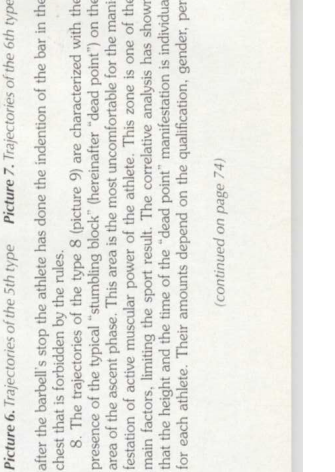 Picture 6. Trajectories of the 5th type Picture 7. Trajectories of the 6th type
after the barbell's stop the athlete has done the indention of the bar in the
chest that is forbidden by the rules.
8. The trajectories of the type 8 (picture 9) are characterized with the
presence of the typical "stumbling block" (hereinafter "dead point") on the
area of the ascent phase. This area is the most uncomfortable for the mani
festation of active muscular power of the athlete. This zone is one of the
main factors, limiting the sport result. The correlative analysis has shown
that the height and the time of the "dead point" manifestation is individua
for each athlete. Their amounts depend on the qualification, gender, per
(continued on page 74)